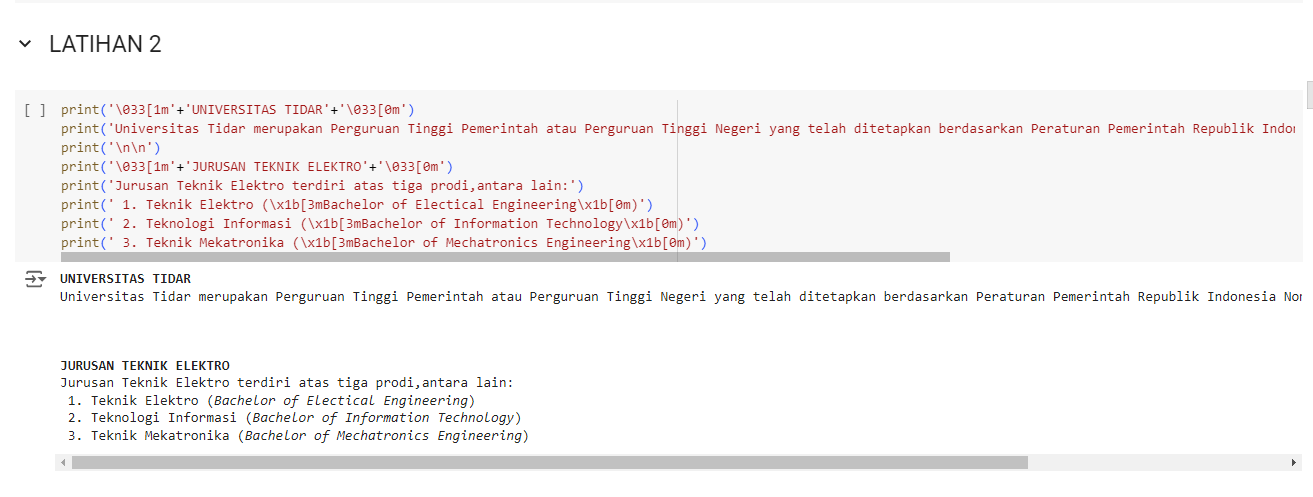 LATIHAN 2
[ ] print('\033[1m'+'UNIVERSITAS TIDAR'+'\033[0m')
print('Universitas Tidar merupakan Perguruan Tinggi Pemerintah atau Perguruan Tinggi Negeri yang telah ditetapkan berdasarkan Peraturan Pemerintah Republik Indon
print('\n\n')
print('\033[1m'+'JURUSAN TEKNIK ELEKTRO'+'\033[0m')
print('Jurusan Teknik Elektro terdiri atas tiga prodi,antara lain:')
print(' 1. Teknik Elektro (\x1b[3mBachelor of Electical Engineering\x1b[0m)')
print(' 2. Teknologi Informasi (\x1b[3mBachelor of Information Technology\x1b[0m)')
print(' 3. Teknik Mekatronika (\x1b[3mBachelor of Mechatronics Engineering\x1b[0m)')
UNIVERSITAS TIDAR
Universitas Tidar merupakan Perguruan Tinggi Pemerintah atau Perguruan Tinggi Negeri yang telah ditetapkan berdasarkan Peraturan Pemerintah Republik Indonesia
JURUSAN TEKNIK ELEKTRO
Jurusan Teknik Elektro terdiri atas tiga prodi,antara lain:
1. Teknik Elektro (Bachelor of Electical Engineering)
2. Teknologi Informasi (Bachelor of Information Technology)
3. Teknik Mekatronika (Bachelor of Mechatronics Engineering)